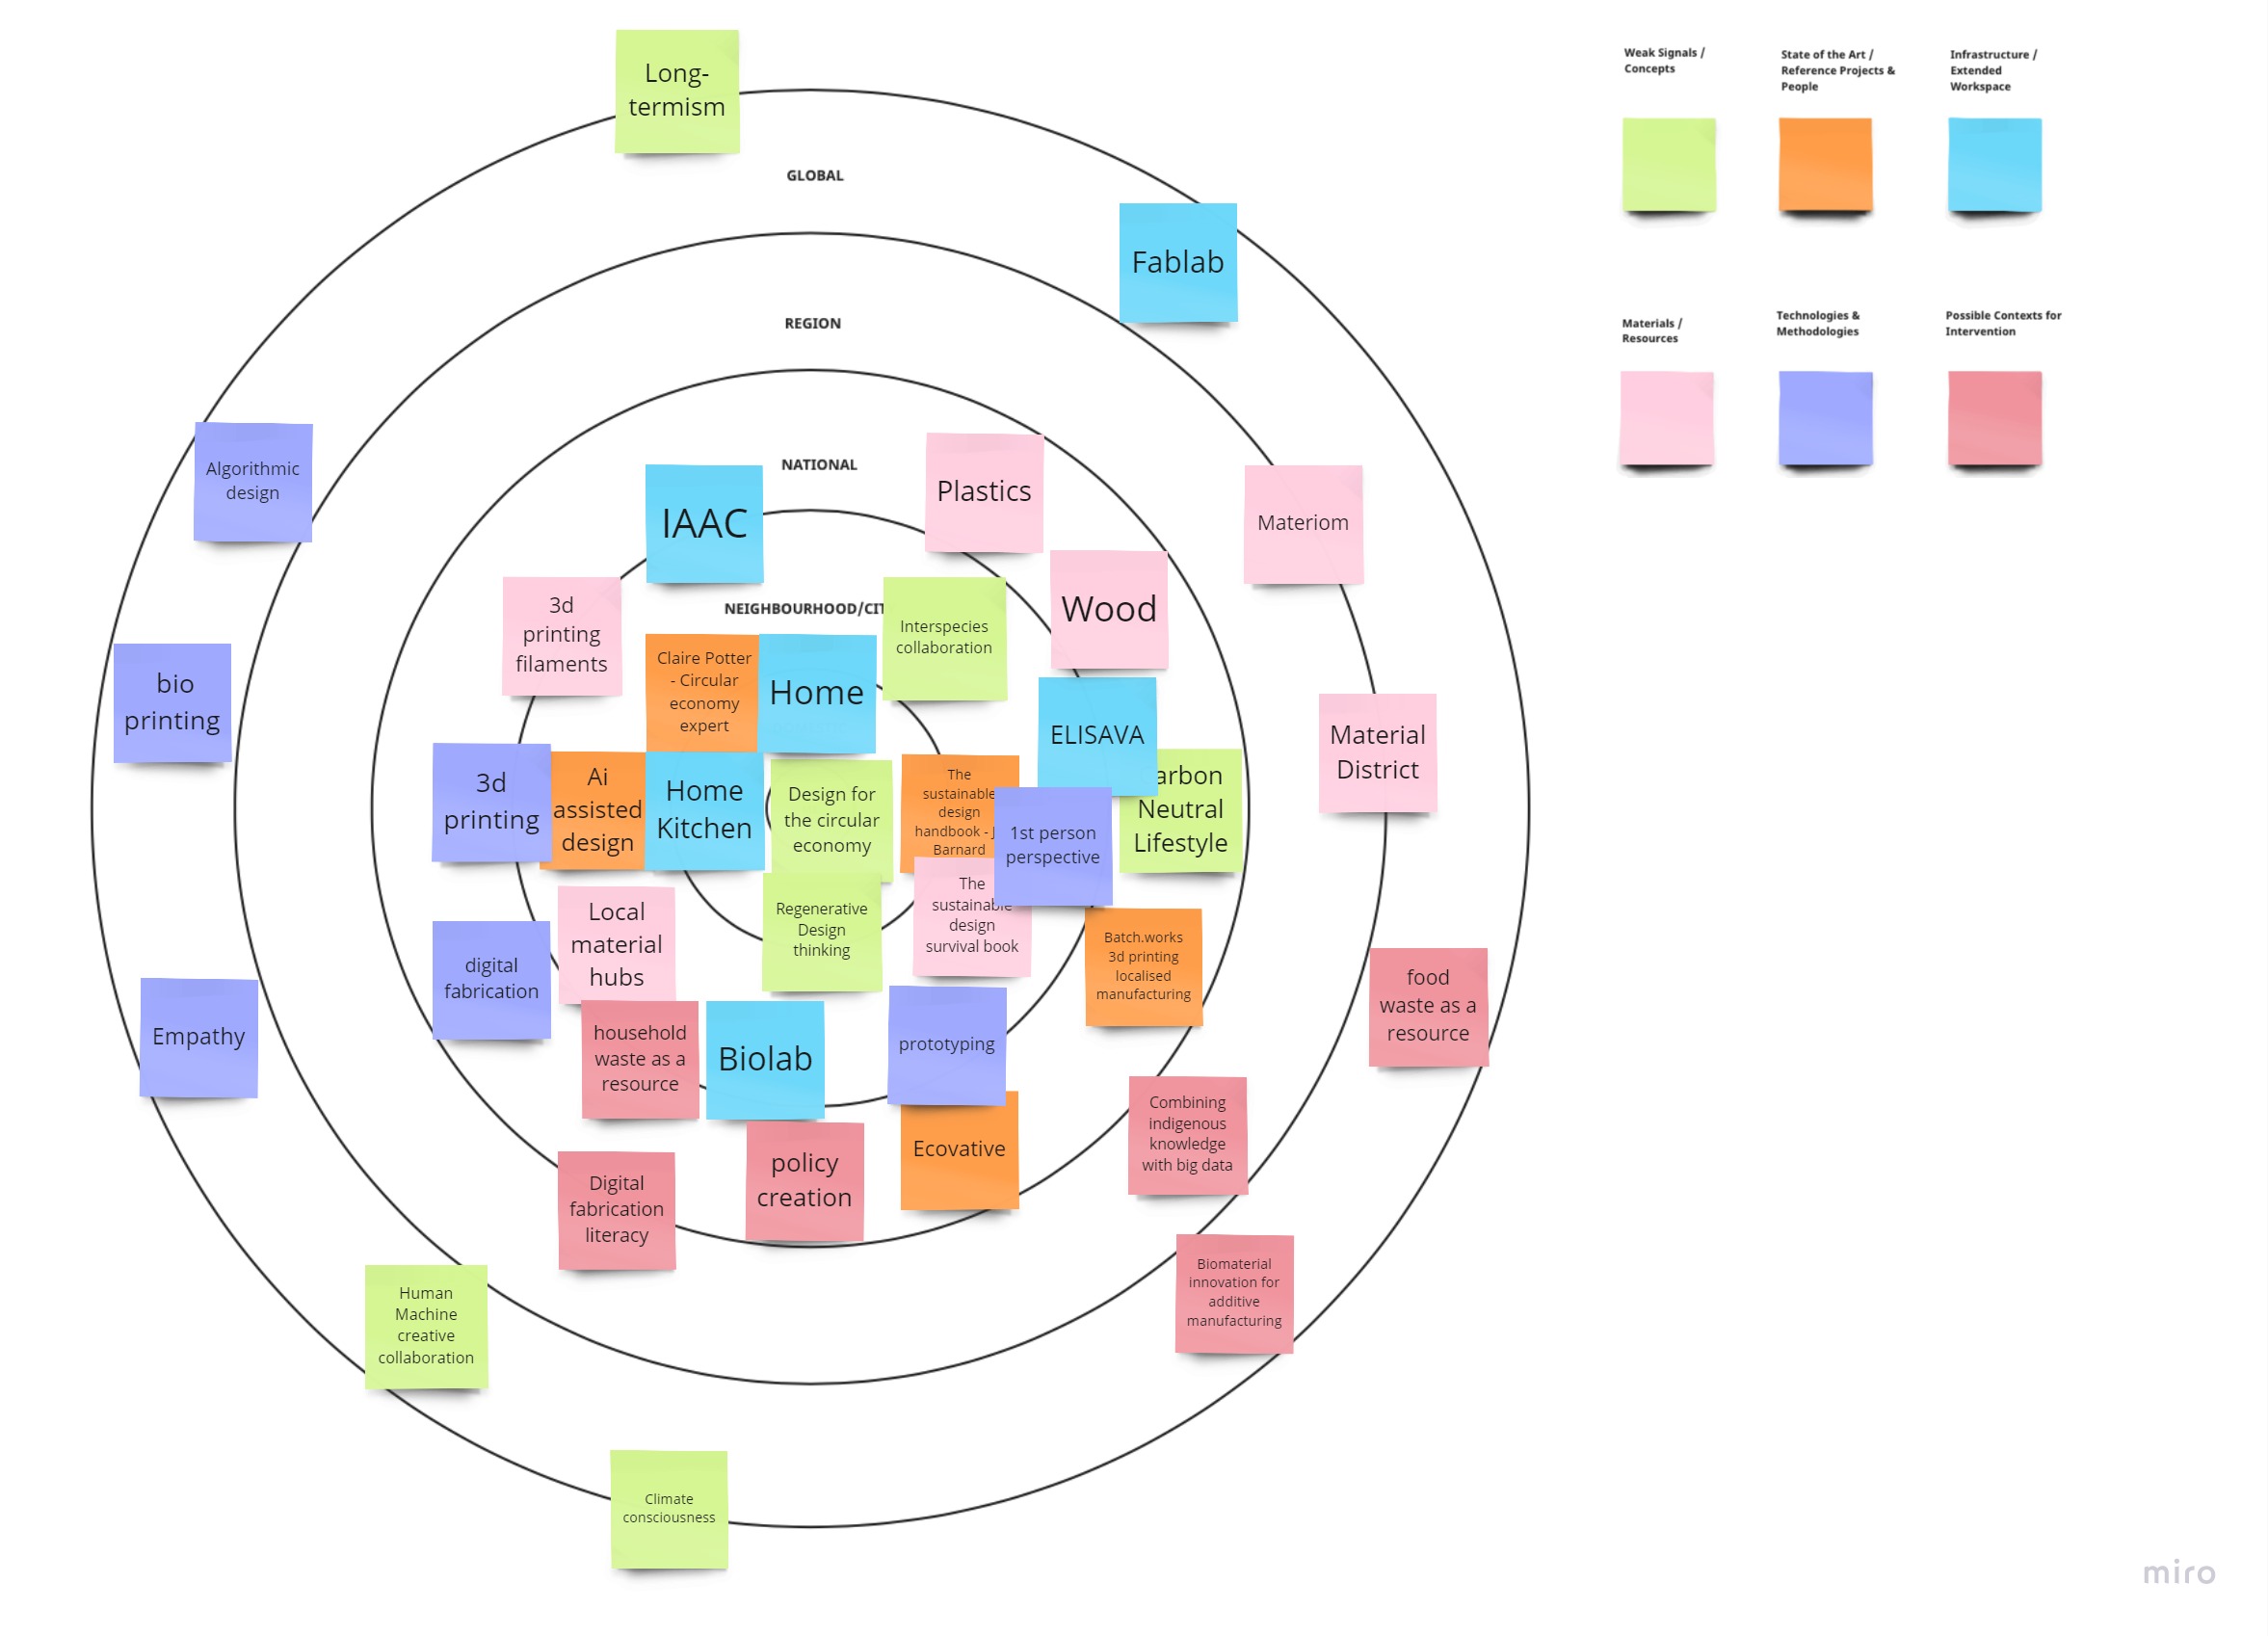 Long-
termism
GLOBAL
Fablab
REGION
Algorithmic
design
NATIONAL
IAAC
Plastics
Materiom
3d
printing
filaments
NEIGHBOURHOOD/CIT
Interspecies
collaboration
Wood
bio
printing
Claire Potter
- Circular
economy
expert
Home
ELISAVA
Material
District
3d
printing
Ai
assisted
design
Home
Kitchen
Design for
the circular
economy
The
sustainable
design
handbook - J
Barnard
1st person
perspective
arbon
Neutral
Lifestyle
Local
material
hubs
Regenerative
Design
thinking
The
sustainable
design
survival book
Batch.works
3d printing
localised
manufacturing
digital
fabrication
food
waste as a
resource
Empathy
household
waste as a
resource
Biolab
prototyping
Combining
indigenous
knowledge
with big data
Digital
fabrication
literacy
policy
creation
Ecovative
Human
Machine
creative
collaboration
Biomaterial
innovation for
additive
manufacturing
Climate
consciousness
Weak Signals /
Concepts
State of the Art /
Reference Projects &
People
Infrastructure /
Extended
Workspace
Materials /
Resources
Technologies &
Methodologies
Possible Contexts for
Intervention
miro